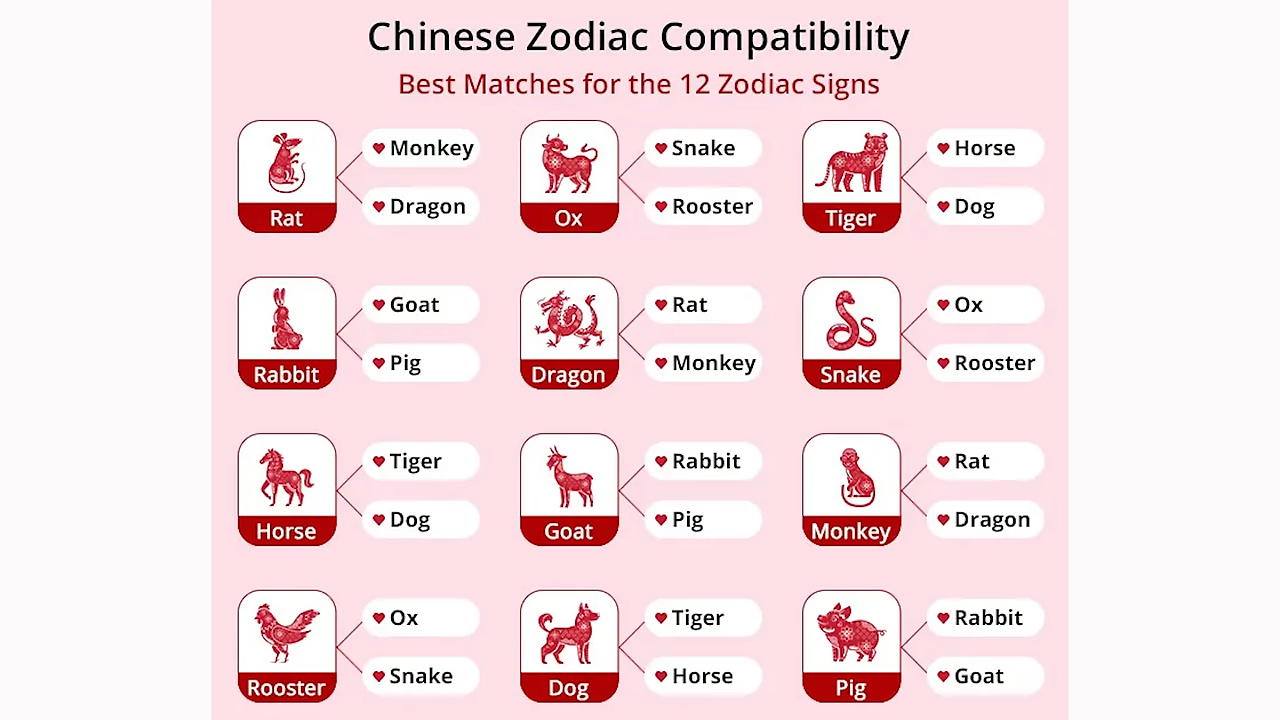 Chinese Zodiac Compatibility
Best Matches for the 12 Zodiac Signs
Rat
Monkey
Dragon
Ox
Snake
Rooster
Tiger
Horse
Dog
Rabbit
Goat
Pig
Dragon
Rat
Monkey
Snake
Ox
Rooster
Horse
Tiger
Dog
Goat
Rabbit
Pig
Monkey
Rat
Dragon
Rooster
Ox
Snake
Dog
Tiger
Horse
Pig
Rabbit
Goat